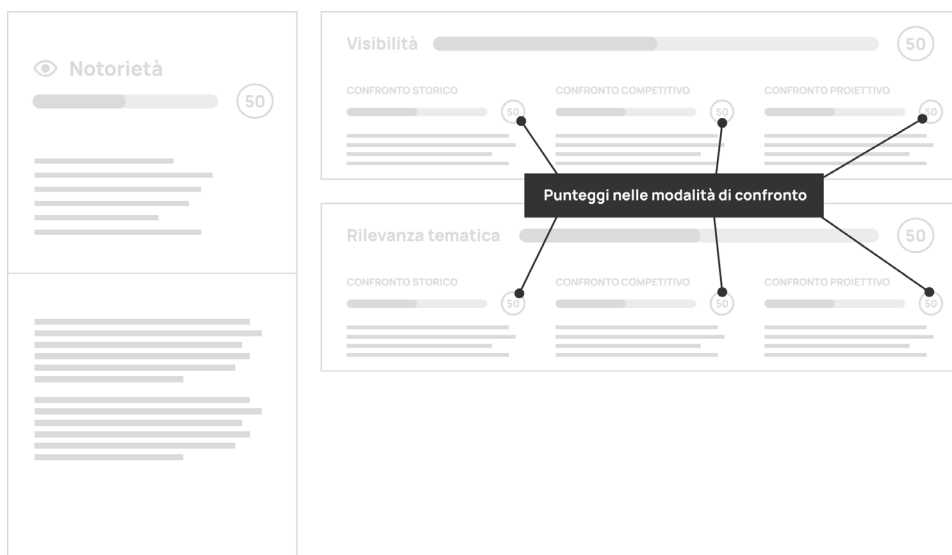 Notorietà
50
Visibilità
50
CONFRONTO STORICO
50
CONFRONTO COMPETITIVO
50
CONFRONTO PROIETTIVO
50
Punteggi nelle modalità di confronto
Rilevanza tematica
50
CONFRONTO STORICO
50
CONFRONTO COMPETITIVO
50
CONFRONTO PROIETTIVO
50